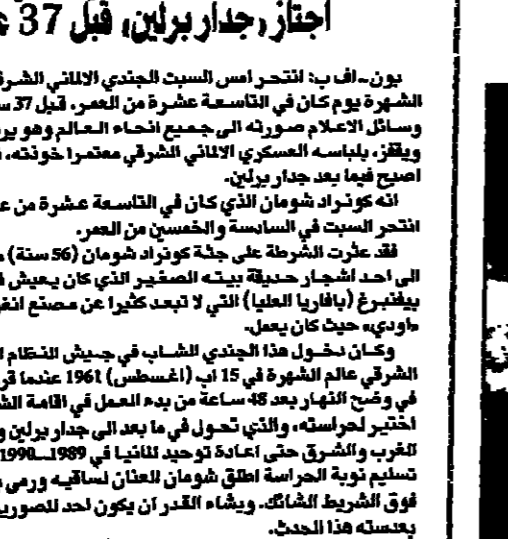 اجتاز «جدار برلين» قبل 37
بون ـ اف ب: انتحر امس السبت الجندي الالماني الشرقي
الشهرة يوم كان في التاسعة عشرة من العمر. قبل 37
وسائل الاعلام صورته الى جميع انحاء العالم وهو
ويقفز، بلباسه العسكري الالماني الشرقي معتمرا خوذته،
اصبح فيما بعد جدار برلين.
انه كونراد شومان الذي كان في التاسعة عشرة من
انتحر السبت في السادسة والخمسين من العمر.
فقد عثرت الشرطة على جثة كونراد شومان (56 سنة)
الى احد اشجار حديقة بيته الصغير الذي كان يعيش
بيفنبرغ (بافاريا العليا) التي لا تبعد كثيرا عن مصنع
«اودي» حيث كان يعمل.
وكان دخول هذا الجندي الشاب في جيش النظام
الشرقي عالم الشهرة في 15 اب (اغسطس) 1961 عندما
في وضح النهار بعد 48 ساعة من بدء العمل في اقامة
اختير لحراسته، والذي تحول في ما بعد الى جدار برلين
الغرب والشرق حتى اعادة توحيد المانيا في 1989ـ1990
تسليم نوبة الحراسة اطلق شومان العنان لساقيه ورمى
فوق الشريط الشائك. ويشاء القدر ان يكون احد المصورين
بعدسته هذا الحدث.